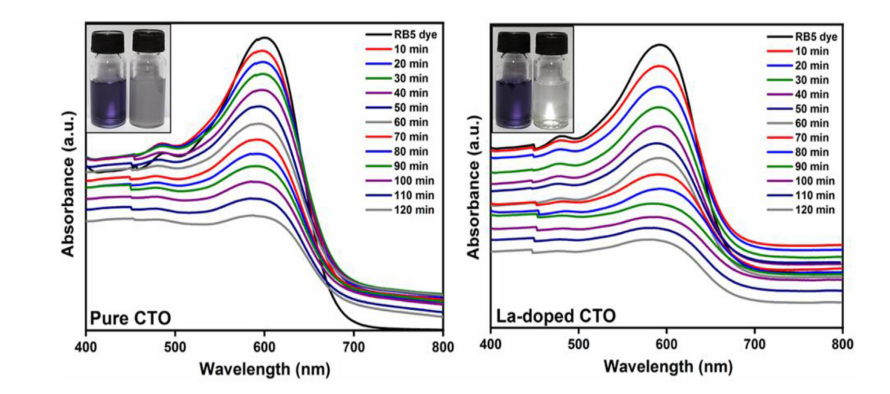 RB5 dye
10 min
20 min
30 min
40 min
50 min
60 min
70 min
80 min
90 min
100 min
110 min
120 min
Absorbance (a.u.)
Pure CTO
400 500 600 700 800
Wavelength (nm)
RB5 dye
10 min
20 min
30 min
40 min
50 min
60 min
70 min
80 min
90 min
100 min
110 min
120 min
Absorbance (a.u.)
La-doped CTO
400 500 600 700 800
Wavelength (nm)